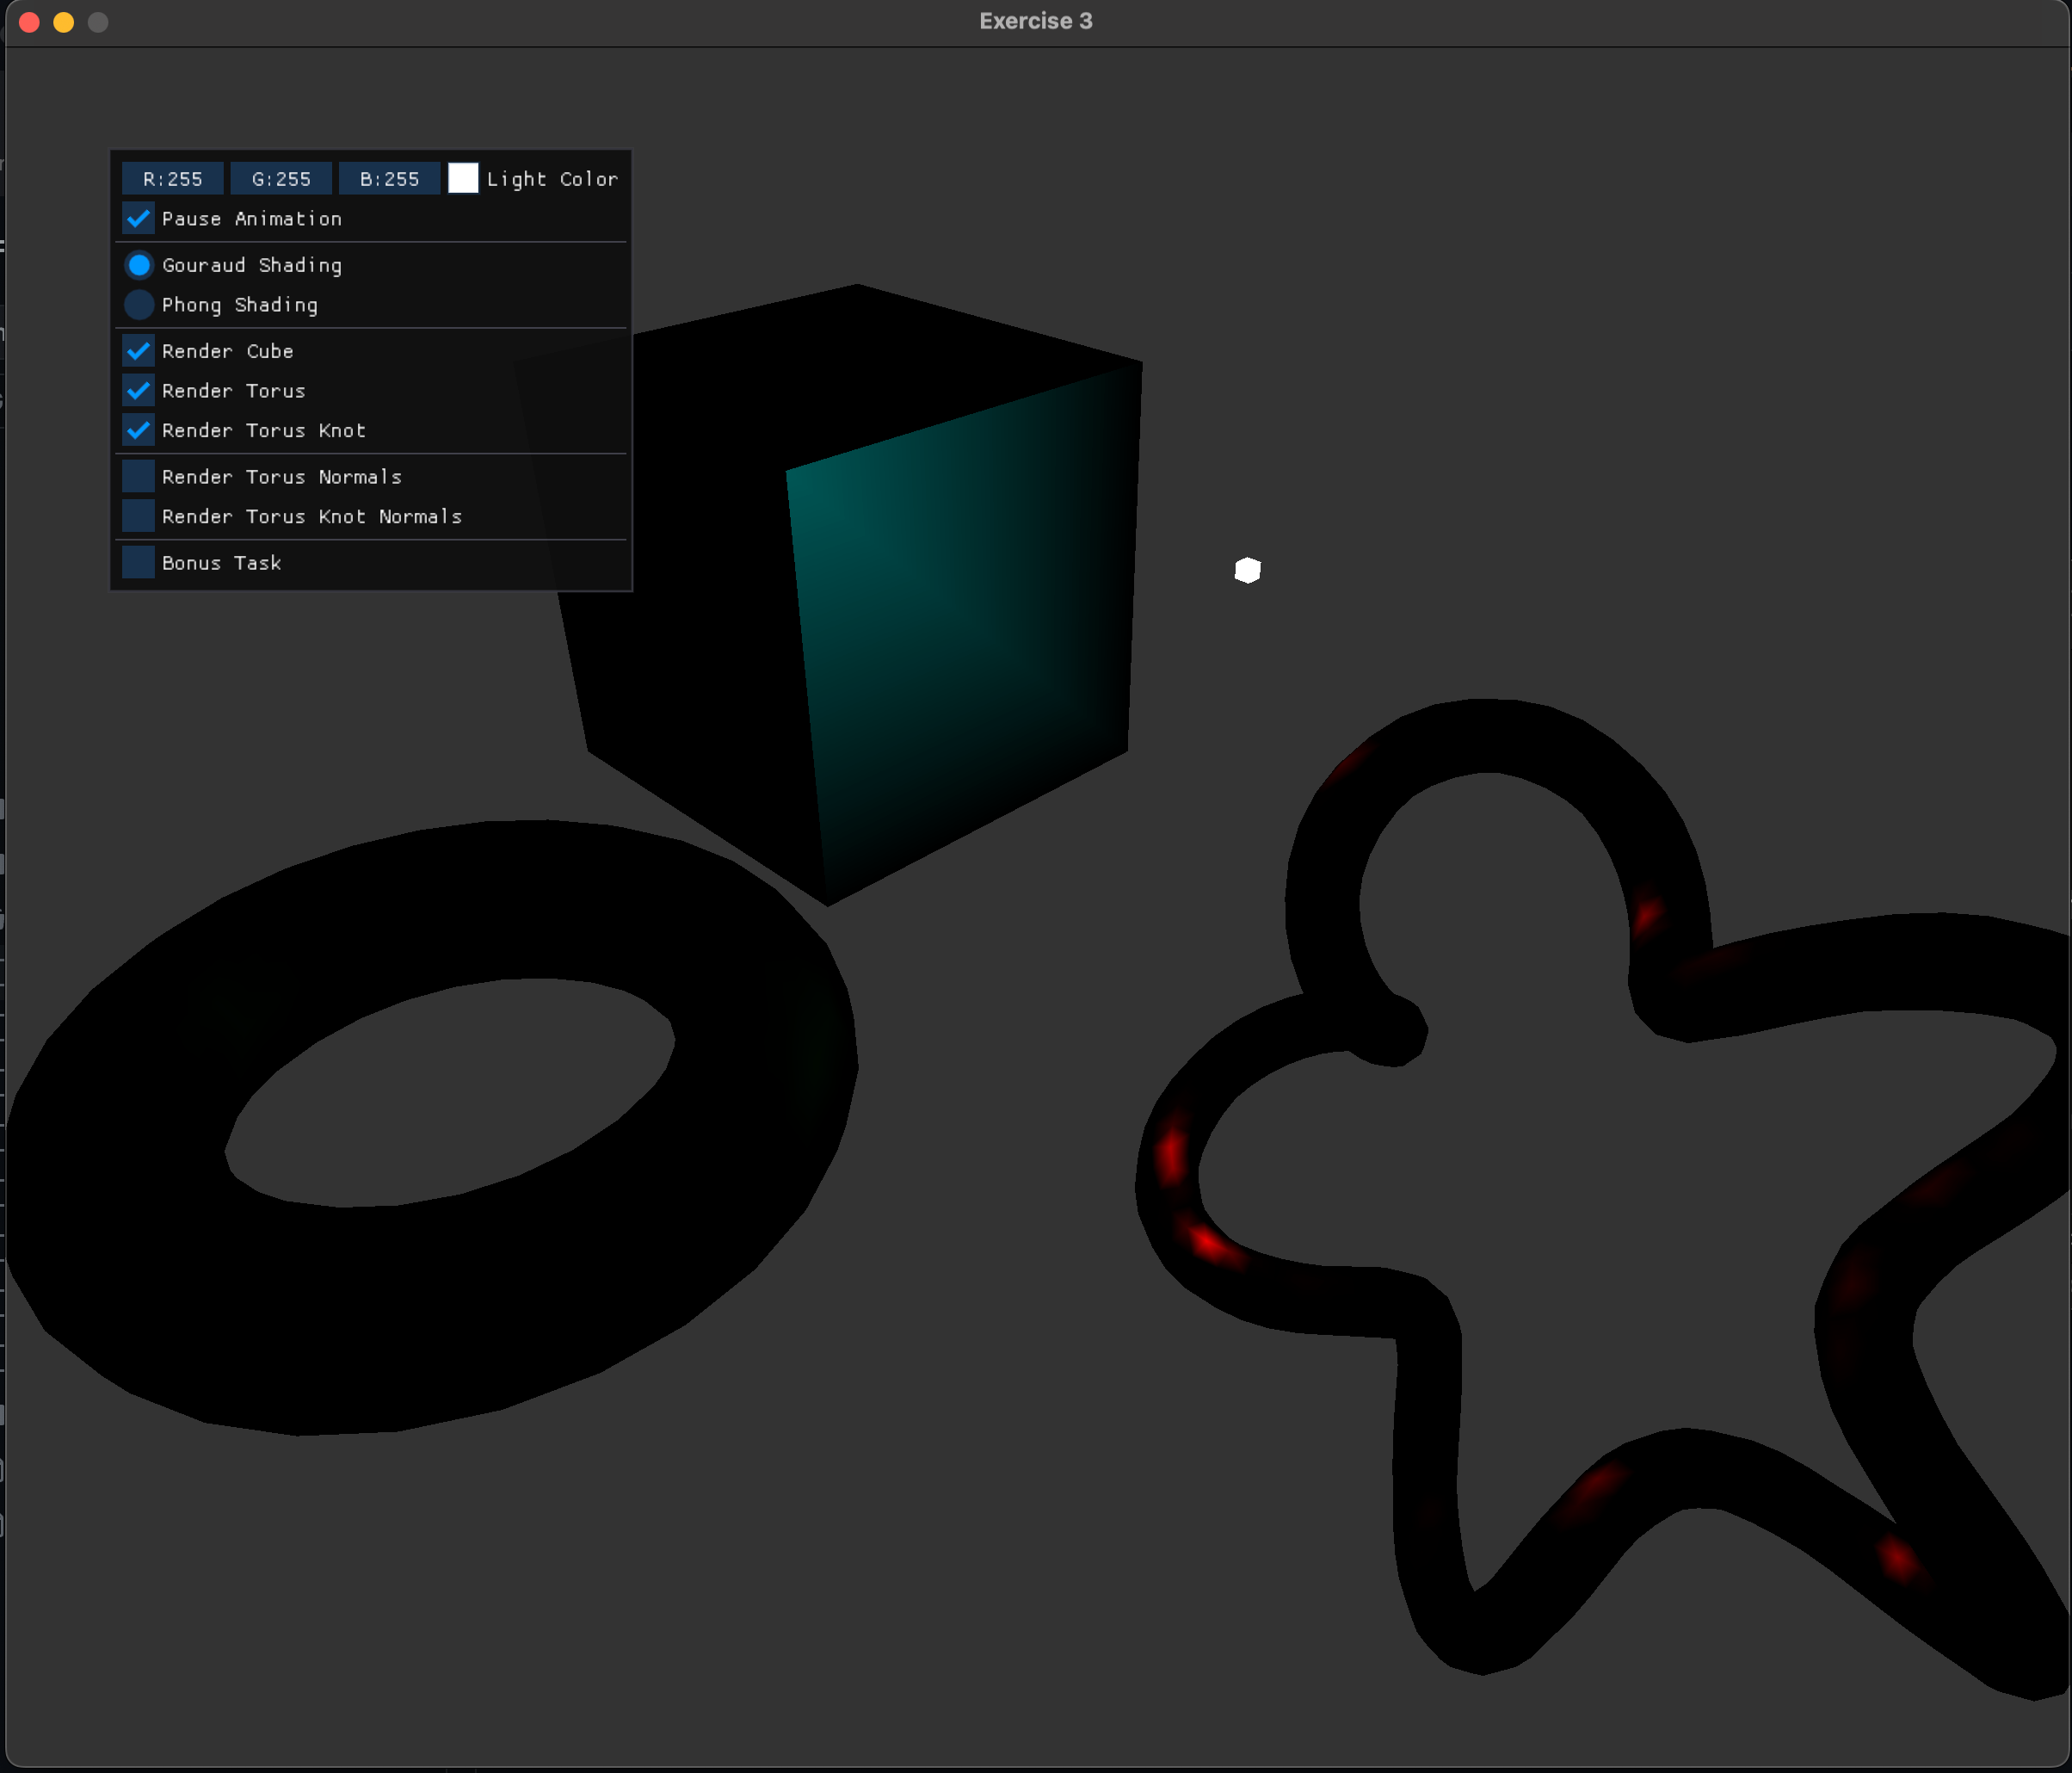 Exercise 3
R:255 G:255 B:255 Light Color
Pause Animation
Gouraud Shading
Phong Shading
Render Cube
Render Torus
Render Torus Knot
Render Torus Normals
Render Torus Knot Normals
Bonus Task